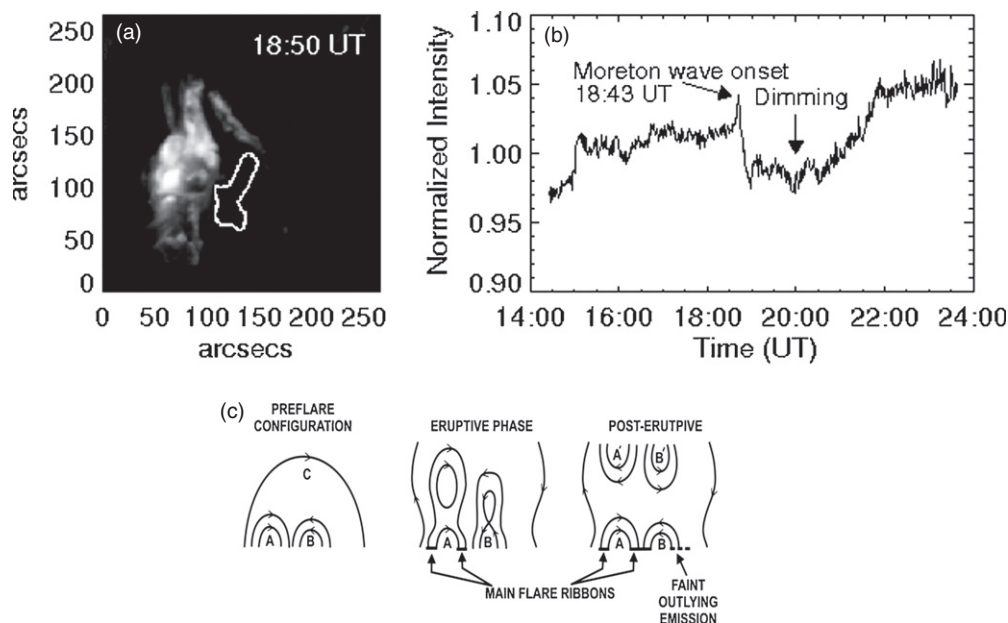 (a)
18:50 UT
250
200
150
100
50
0
arcsecs
0 50 100 150 200 250
arcsecs
(b)
1.10
1.05
1.00
0.95
0.90
Normalized Intensity
Moreton wave onset
18:43 UT
Dimming
14:00 16:00 18:00 20:00 22:00 24:00
Time (UT)
(c)
PREFLARE
CONFIGURATION
C
A B
ERUPTIVE PHASE
A B
POST-ERUTPIVE
A' B'
A B
MAIN FLARE RIBBONS
FAINT
OUTLYING
EMISSION